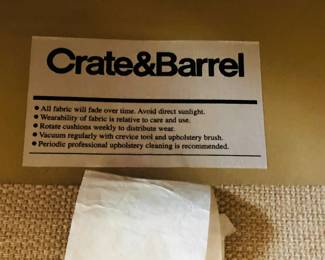 Crate&Barrel
• All fabric will fade over time. Avoid direct sunlight.
• Wearability of fabric is relative to care and use.
• Rotate cushions weekly to distribute wear.
• Vacuum regularly with crevice tool and upholstery brush.
• Periodic professional upholstery cleaning is recommended.